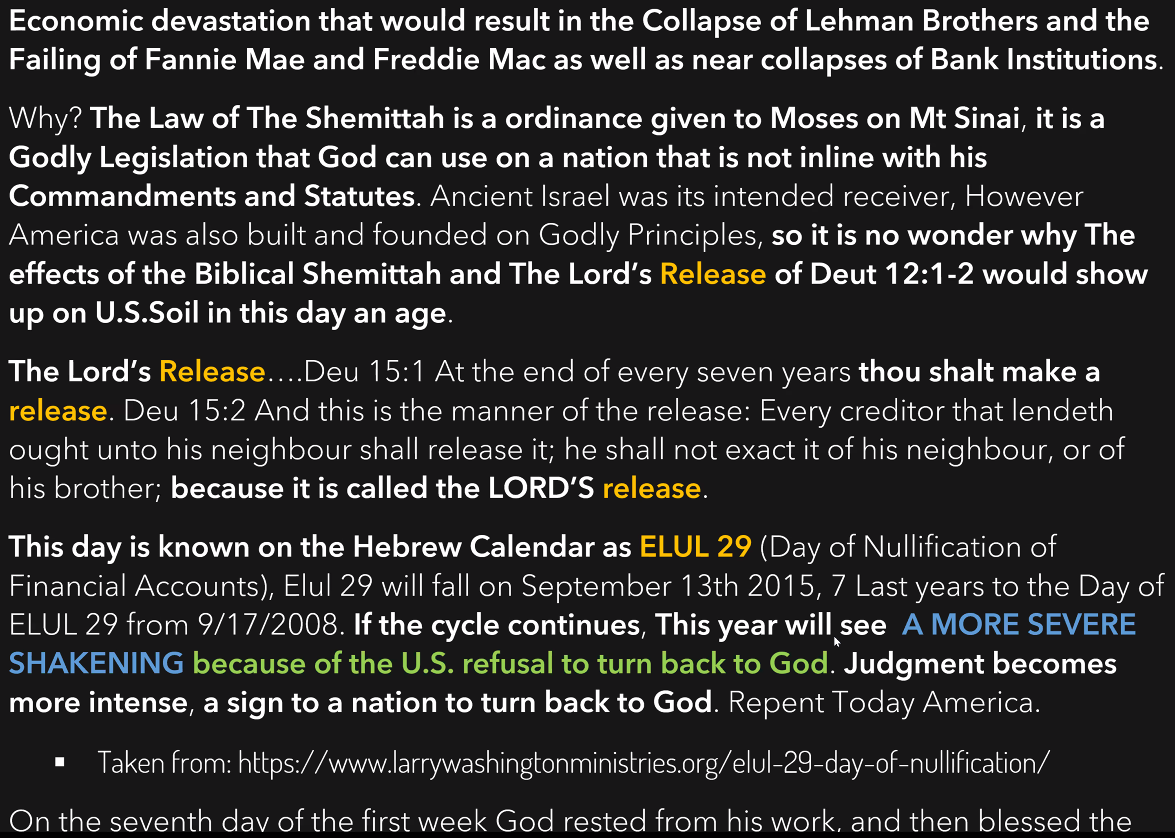 Economic devastation that would result in the Collapse of Lehman Brothers and the
Failing of Fannie Mae and Freddie Mac as well as near collapses of Bank Institutions.
Why? The Law of The Shemittah is a ordinance given to Moses on Mt Sinai, it is a
Godly Legislation that God can use on a nation that is not inline with his
Commandments and Statutes. Ancient Israel was its intended receiver, However
America was also built and founded on Godly Principles, so it is no wonder why The
effects of the Biblical Shemittah and The Lord’s Release of Deut 12:1-2 would show
up on U.S.Soil in this day an age.
The Lord’s Release….Deu 15:1 At the end of every seven years thou shalt make a
release. Deu 15:2 And this is the manner of the release: Every creditor that lendeth
ought unto his neighbour shall release it; he shall not exact it of his neighbour, or of
his brother; because it is called the LORD’S release.
This day is known on the Hebrew Calendar as ELUL 29 (Day of Nullification of
Financial Accounts), Elul 29 will fall on September 13th 2015, 7 Last years to the Day of
ELUL 29 from 9/17/2008. If the cycle continues, This year will see A MORE SEVERE
SHAKENING because of the U.S. refusal to turn back to God. Judgment becomes
more intense, a sign to a nation to turn back to God. Repent Today America.
▪ Taken from: https://www.larrywashingtonministries.org/elul-29-day-of-nullification/
On the seventh day of the first week God rested from his work, and then blessed the